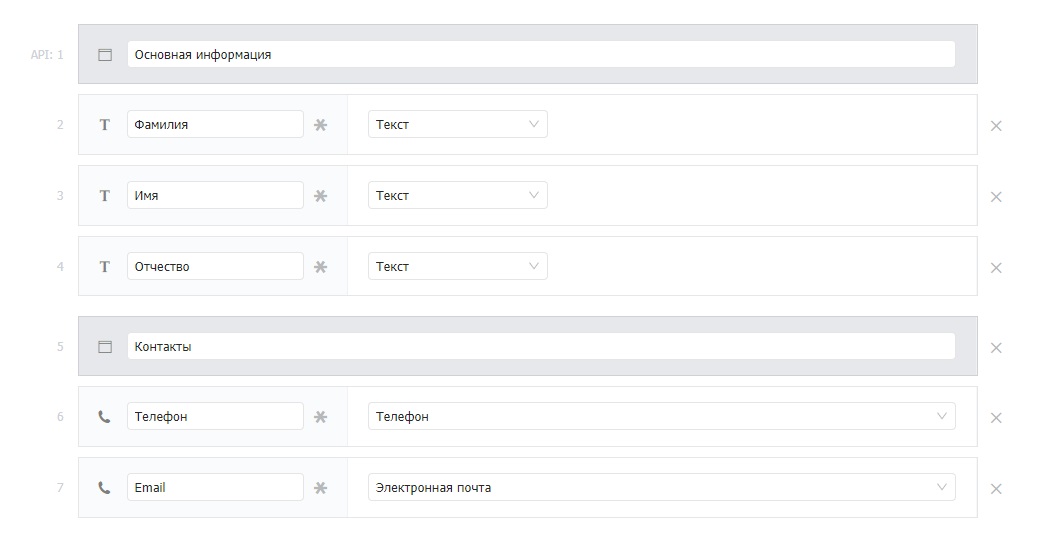 API: 1 Основная информация
2 T Фамилия Текст
3 T Имя Текст
4 T Отчество Текст
5 Контакты
6 Телефон Телефон
7 Email Электронная почта